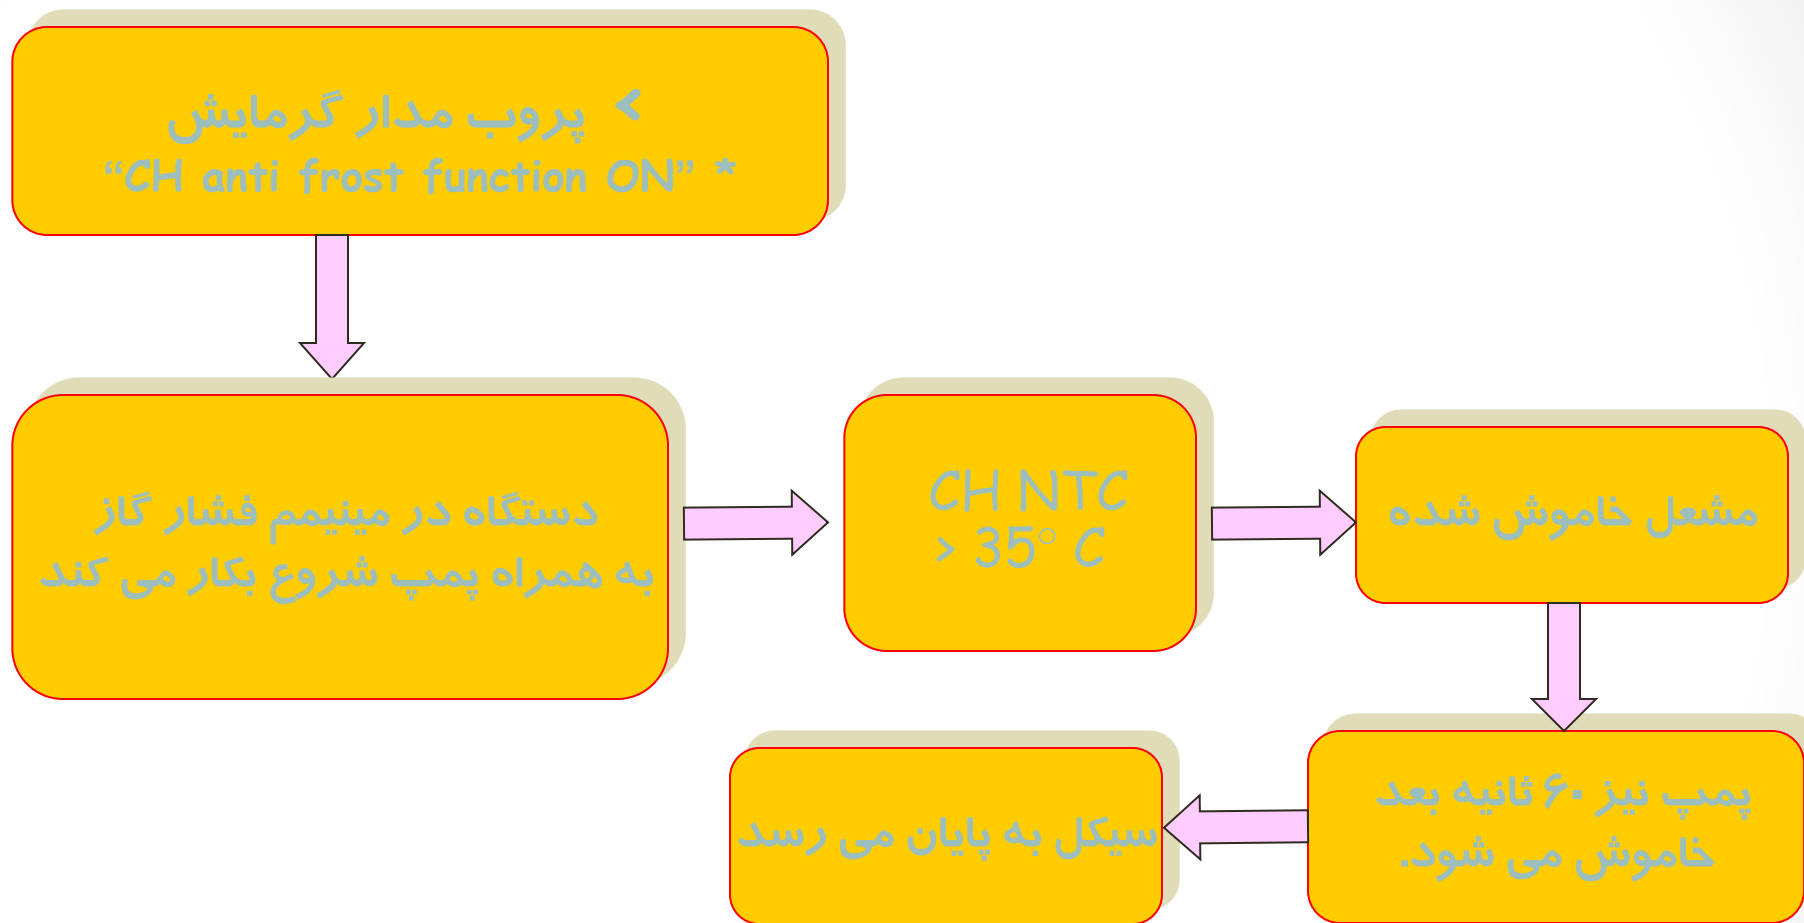 < پروب مدار گرمایش
“CH anti frost function ON” *
دستگاه در مینیمم فشار گاز
به همراه پمپ شروع بکار می کند
CH NTC
> 35° C
مشعل خاموش شده
پمپ نیز ۶۰ ثانیه بعد
خاموش می شود.
سیکل به پایان می رسد